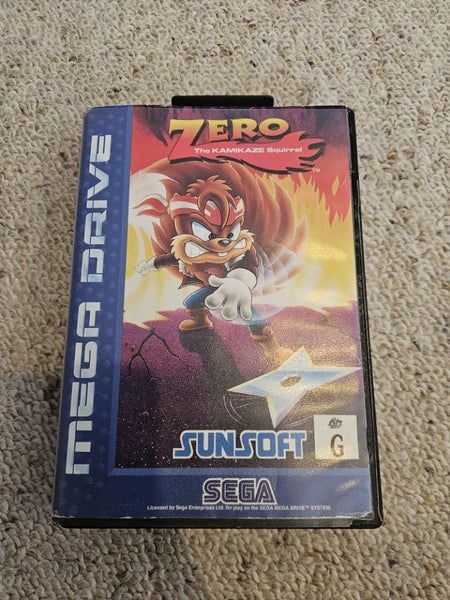 MEGA DRIVE
ZERO
The KAMIKAZE Squirrel
TM
SUNSOFT
G
SEGA
Licensed by Sega Enterprises Ltd. for play on the SEGA MEGA DRIVE™ SYSTEM.